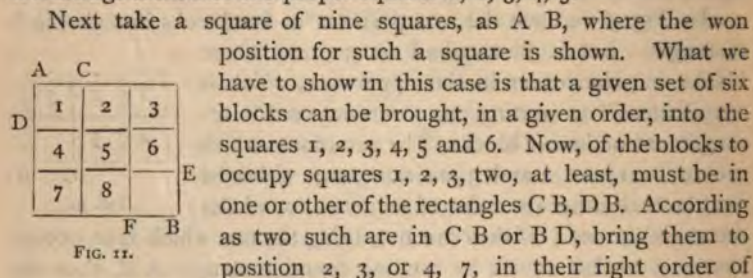 Next take a square of nine squares, as A B, where the won
position for such a square is shown. What we
have to show in this case is that a given set of six
blocks can be brought, in a given order, into the
squares 1, 2, 3, 4, 5 and 6. Now, of the blocks to
occupy squares 1, 2, 3, two, at least, must be in
one or other of the rectangles C B, D B. According
as two such are in C B or B D, bring them to
position 2, 3, or 4, 7, in their right order of
A C
D
1 2 3
4 5 6
E
7 8
F B
FIG. 11.